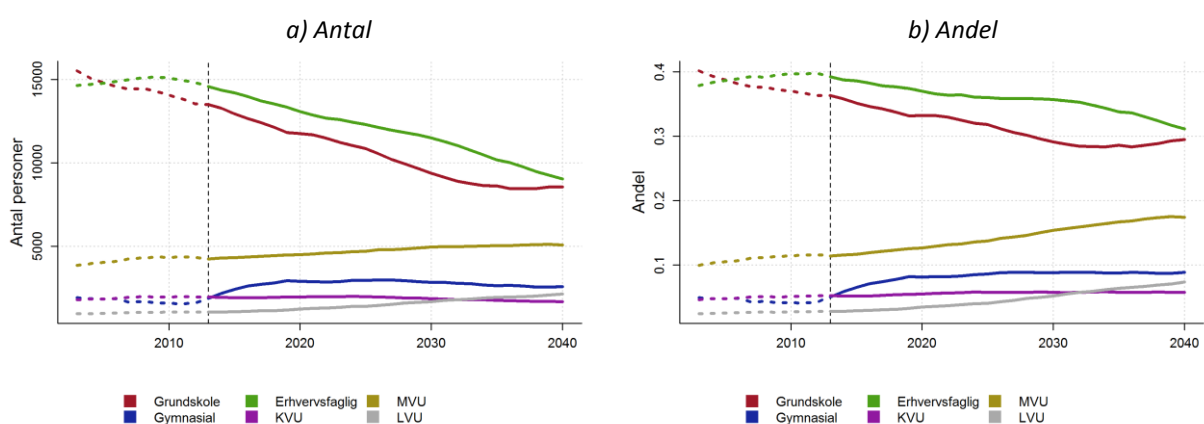 a) Antal
b) Andel
Antal personer
15000
10000
5000
2010
2020
2030
2040
Andel
0.4
0.3
0.2
0.1
2010
2020
2030
2040
Grundskole Erhvervsfaglig MVU
Gymnasial KVU LVU
Grundskole Erhvervsfaglig MVU
Gymnasial KVU LVU